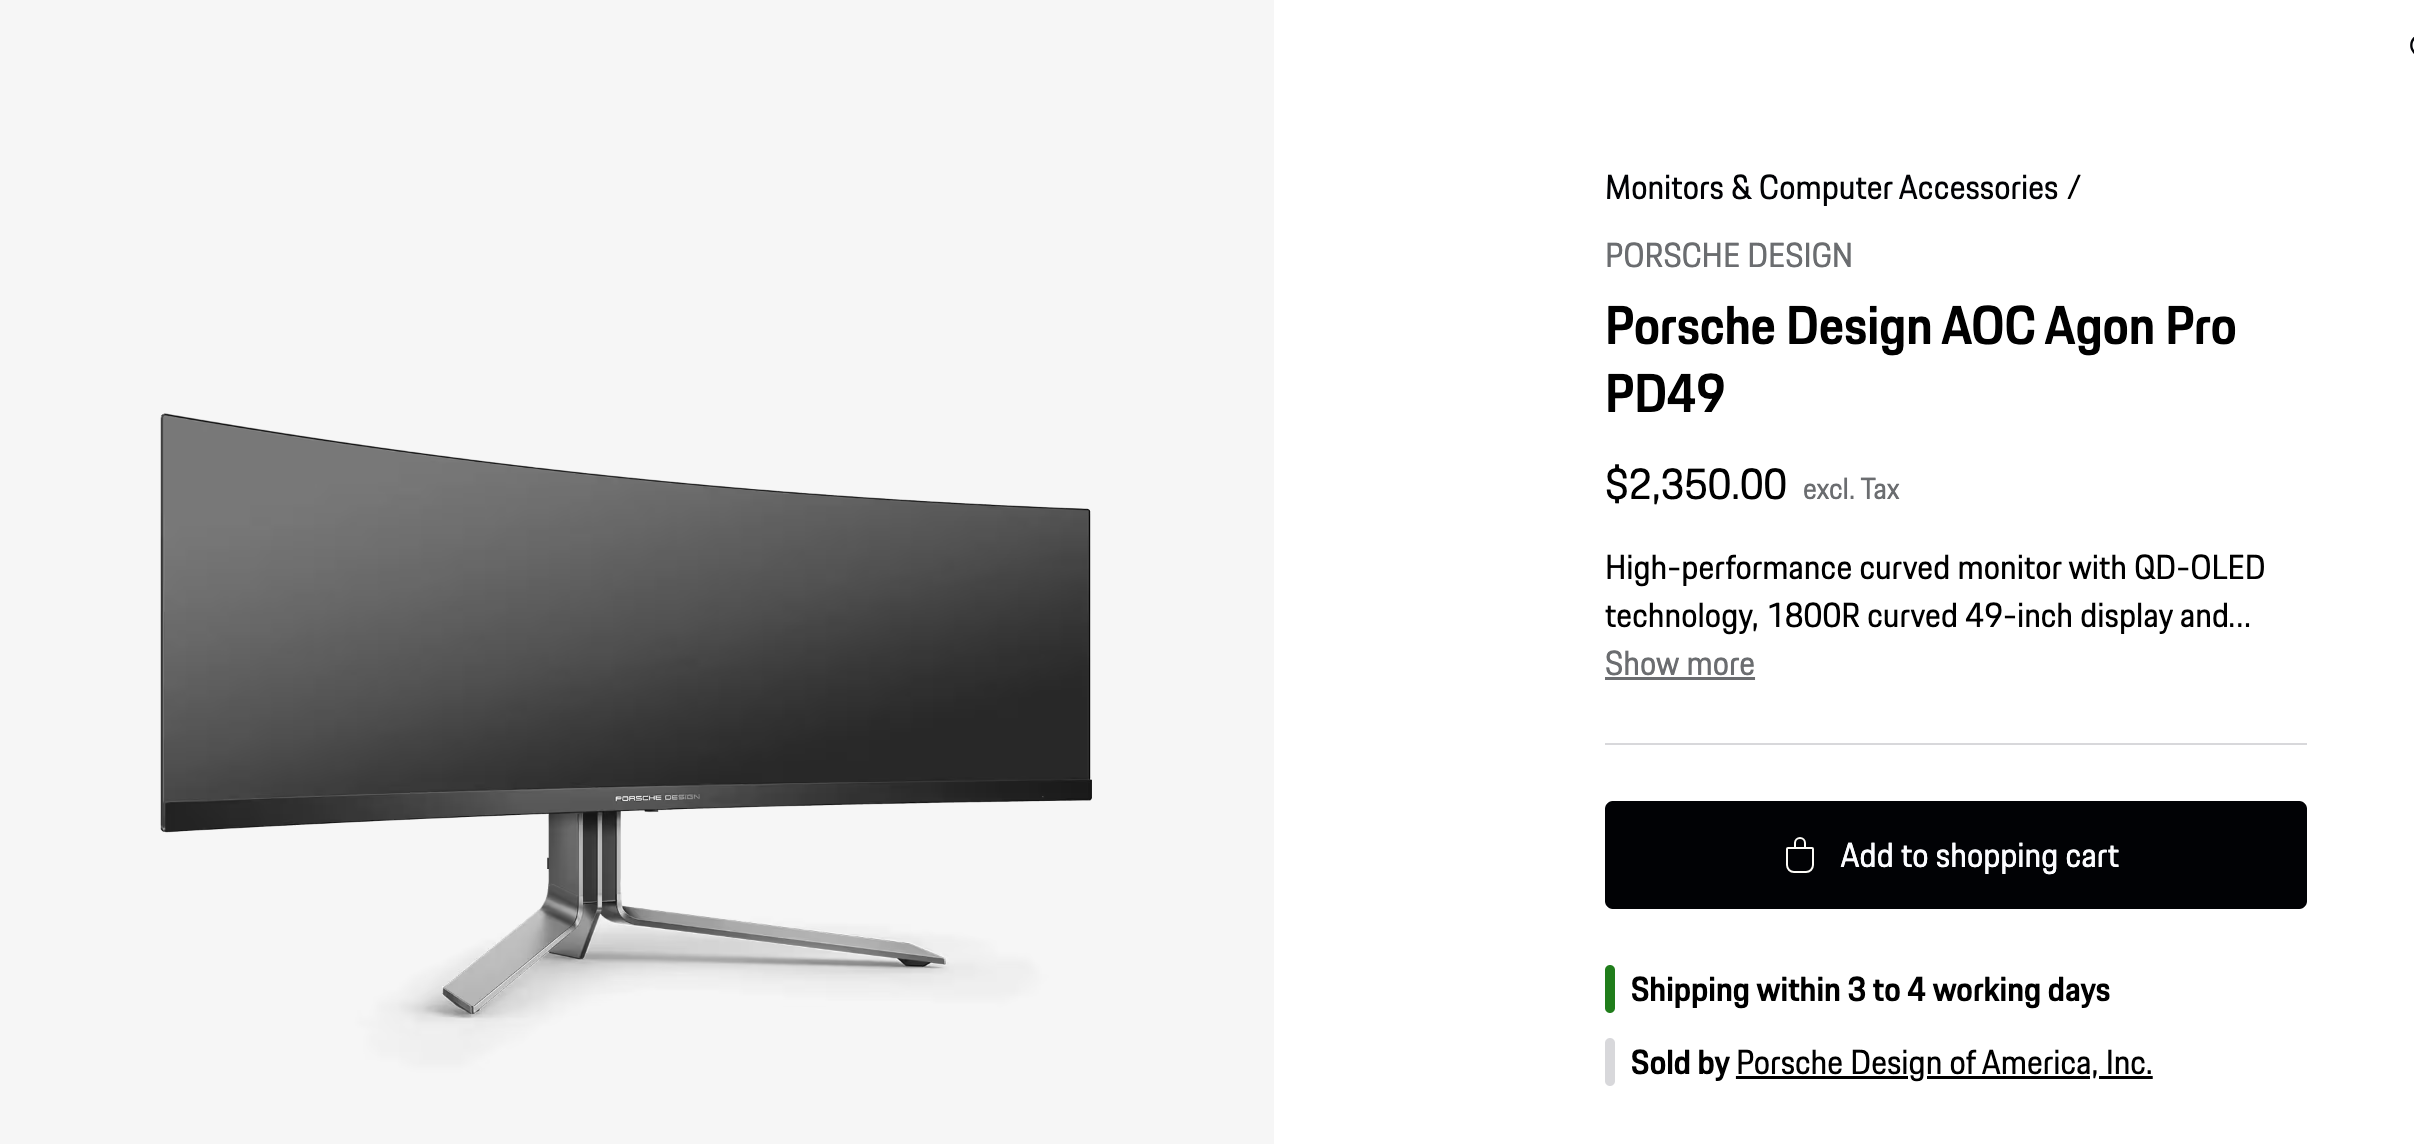 PORSCHE DESIGN
Monitors & Computer Accessories /
PORSCHE DESIGN
Porsche Design AOC Agon Pro
PD49
$2,350.00 excl. Tax
High-performance curved monitor with QD-OLED
technology, 1800R curved 49-inch display and...
Show more
Add to shopping cart
Shipping within 3 to 4 working days
Sold by Porsche Design of America, Inc.